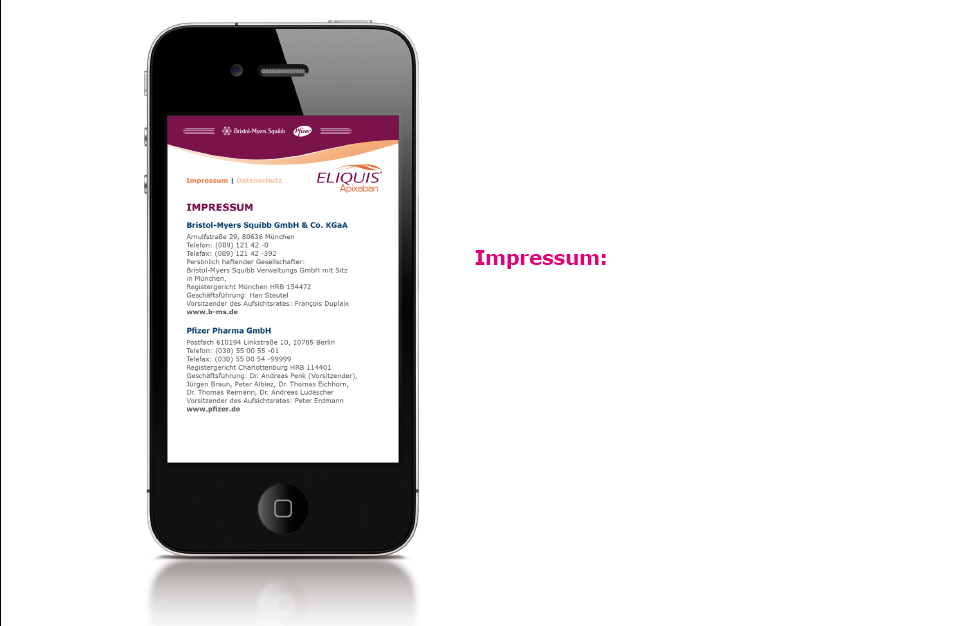 Bristol-Myers Squibb Pfizer
Impressum | Datenschutz
ELIQUIS®
Apixaban
IMPRESSUM
Bristol-Myers Squibb GmbH & Co. KGaA
Arnulfstraße 29, 80636 München
Telefon: (089) 121 42 -0
Telefax: (089) 121 42 -392
Persönlich haftender Gesellschafter:
Bristol-Myers Squibb Verwaltungs GmbH mit Sitz
in München,
Registergericht München HRB 154472
Geschäftsführung: Han Steutel
Vorsitzender des Aufsichtsrates: François Duplaix
www.b-ms.de
Pfizer Pharma GmbH
Postfach 610194 Linkstraße 10, 10785 Berlin
Telefon: (030) 55 00 55 -01
Telefax: (030) 55 00 54 -99999
Registergericht Charlottenburg HRB 114401
Geschäftsführung: Dr. Andreas Penk (Vorsitzender),
Jürgen Braun, Peter Albiez, Dr. Thomas Eichhorn,
Dr. Thomas Reimann, Dr. Andreas Ludäscher
Vorsitzender des Aufsichtsrates: Peter Erdmann
www.pfizer.de
Impressum: